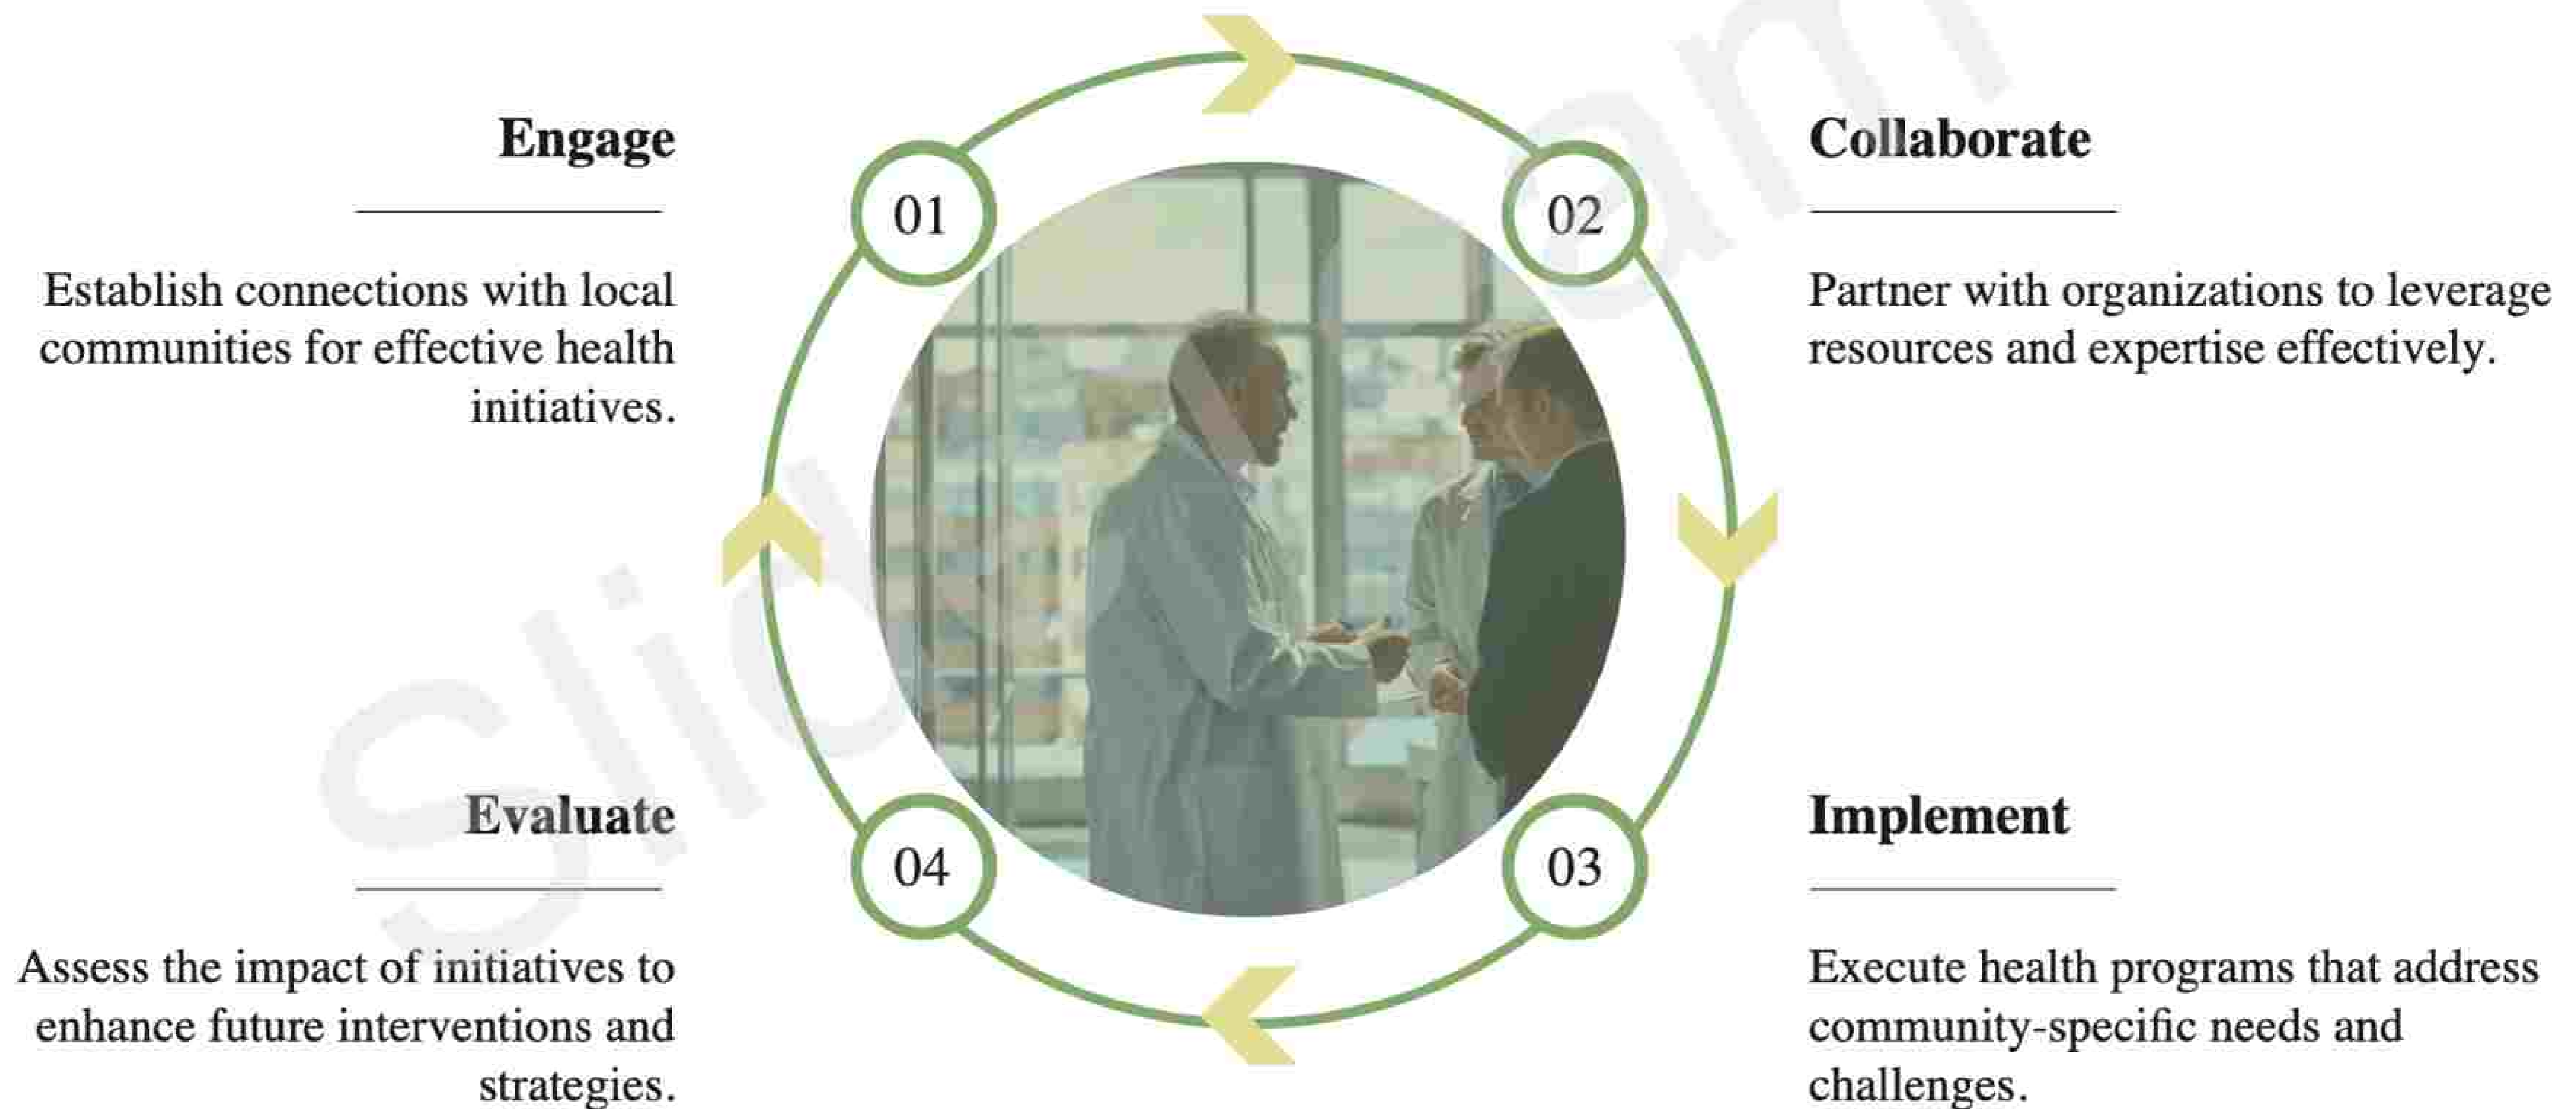 Engage
01
Establish connections with local
communities for effective health
initiatives.
Collaborate
02
Partner with organizations to leverage
resources and expertise effectively.
Implement
03
Execute health programs that address
community-specific needs and
challenges.
Evaluate
04
Assess the impact of initiatives to
enhance future interventions and
strategies.